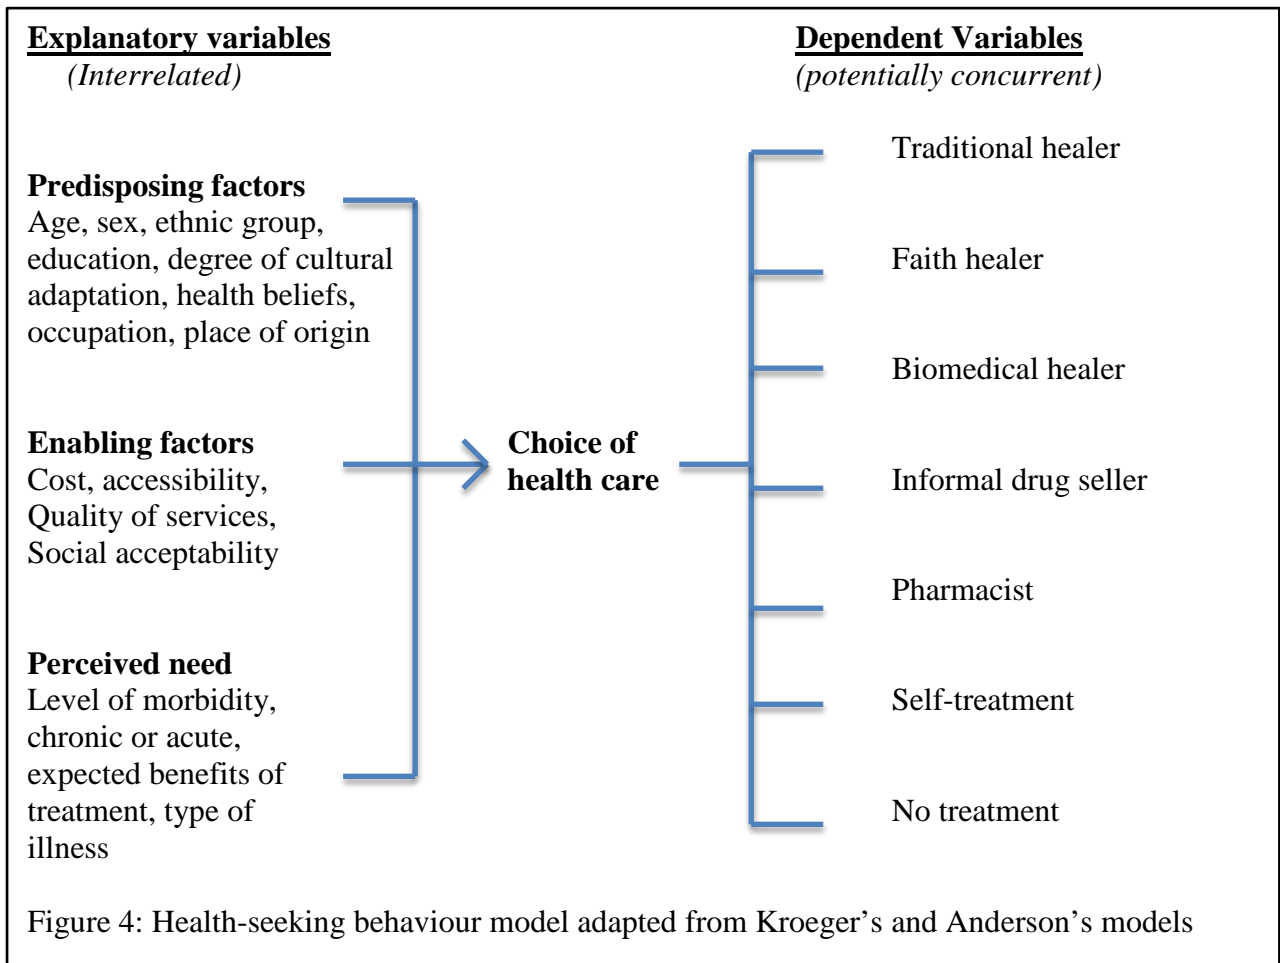 Explanatory variables
(Interrelated)
Dependent Variables
(potentially concurrent)
Predisposing factors
Age, sex, ethnic group,
education, degree of cultural
adaptation, health beliefs,
occupation, place of origin
Enabling factors
Cost, accessibility,
Quality of services,
Social acceptability
Perceived need
Level of morbidity,
chronic or acute,
expected benefits of
treatment, type of
illness
Choice of
health care
Traditional healer
Faith healer
Biomedical healer
Informal drug seller
Pharmacist
Self-treatment
No treatment
Figure 4: Health-seeking behaviour model adapted from Kroeger’s and Anderson’s models